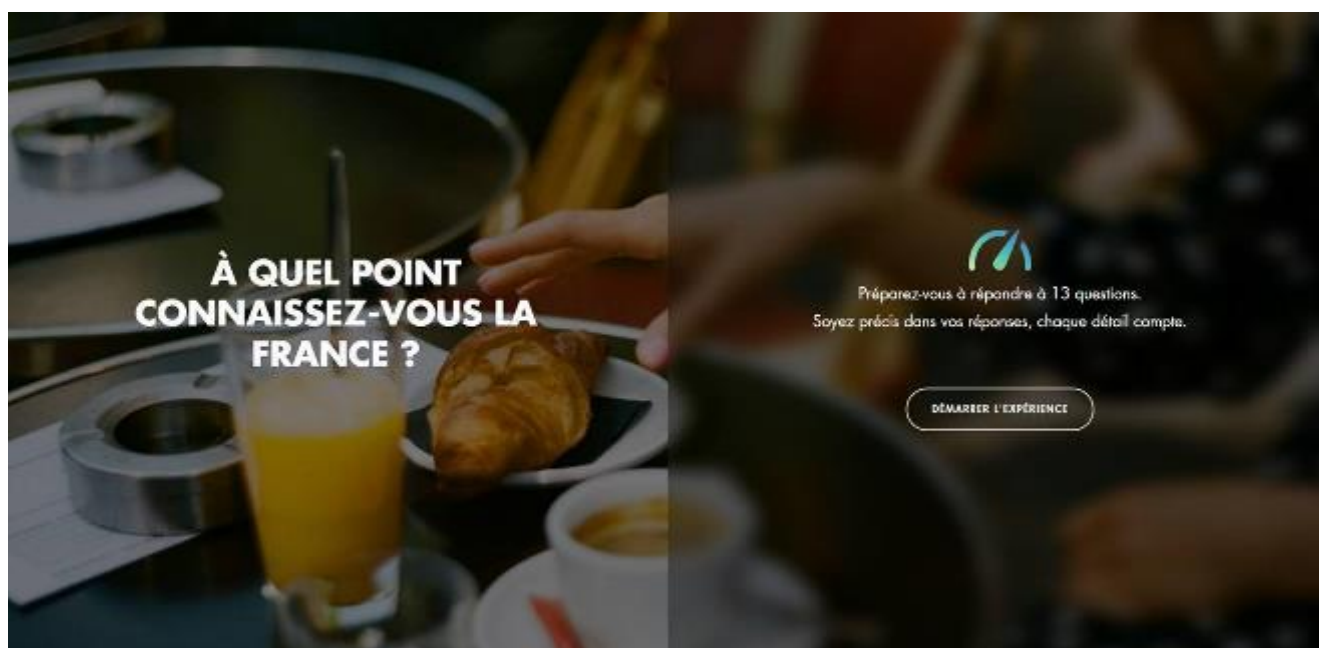 À QUEL POINT
CONNAISSEZ-VOUS LA
FRANCE ?
Préparez-vous à répondre à 13 questions.
Soyez précis dans vos réponses, chaque détail compte.
DÉMARRER L'EXPÉRIENCE